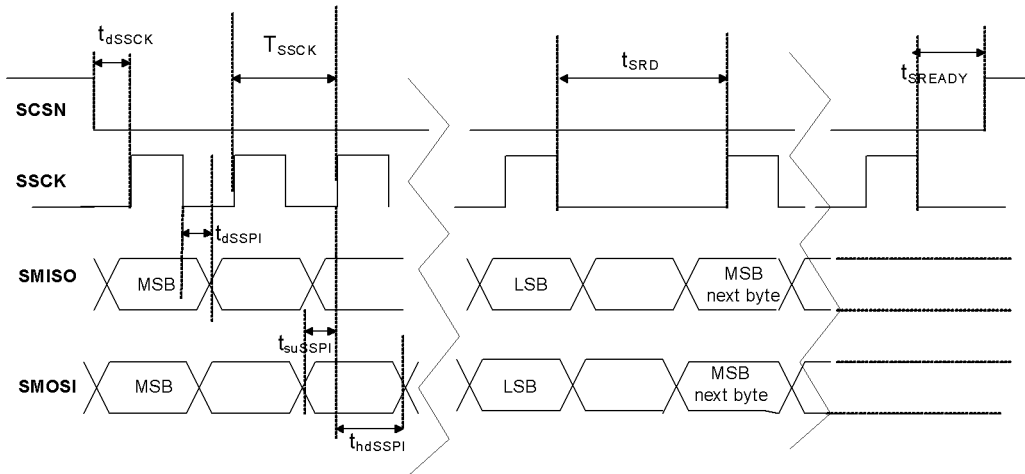 tdSSCK
TSSCK
tSRD
tSREADY
SCSN
SSCK
tdSSPI
SMISO
MSB
LSB
MSB
next byte
tsuSSPI
SMOSI
MSB
LSB
MSB
next byte
thdSSPI